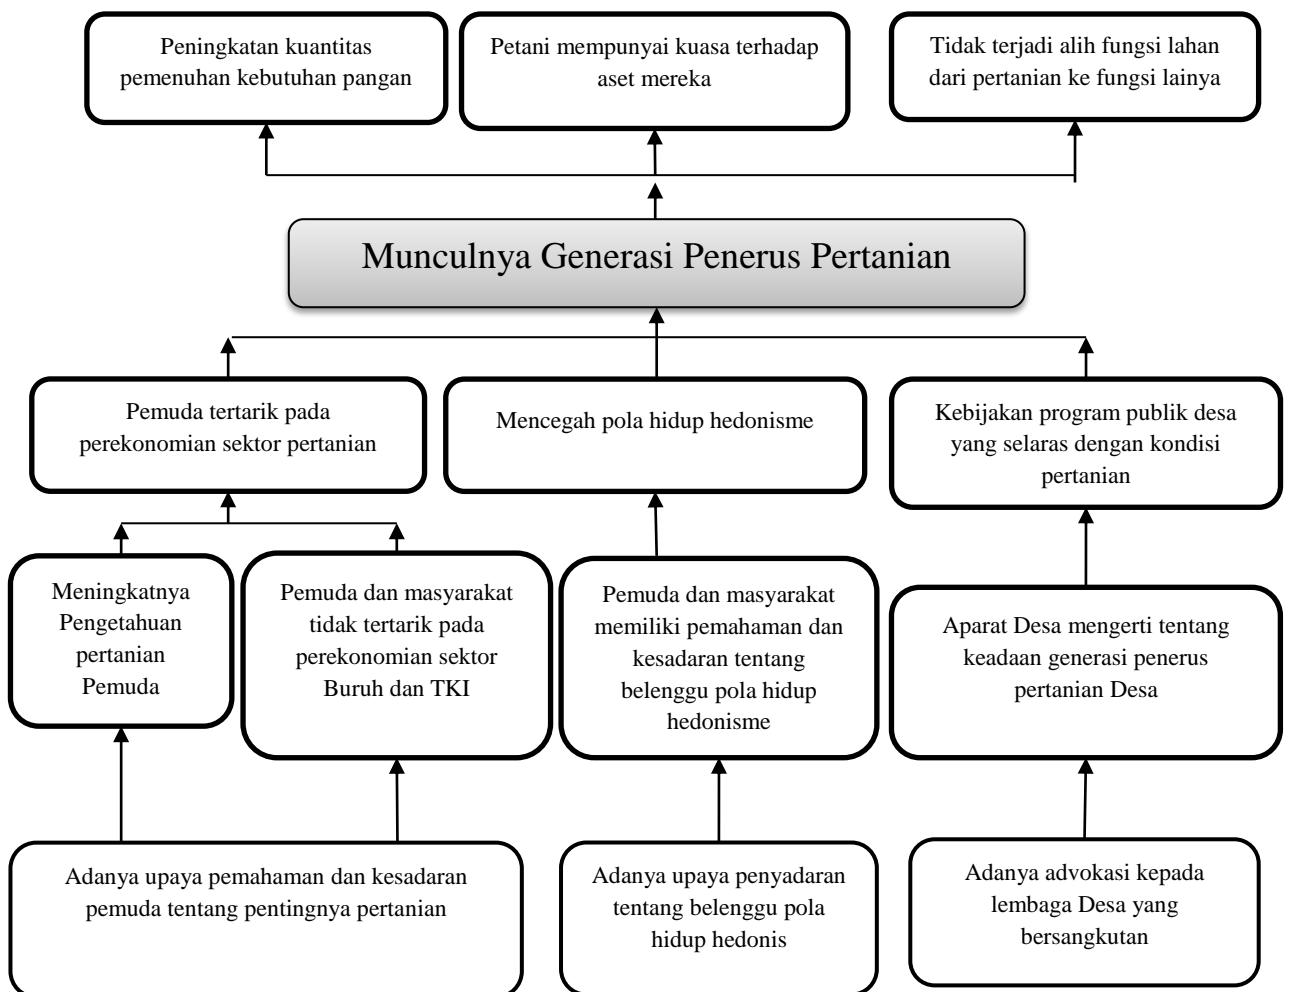 Peningkatan kuantitas
pemenuhan kebutuhan pangan
Petani mempunyai kuasa terhadap
aset mereka
Tidak terjadi alih fungsi lahan
dari pertanian ke fungsi lainya
Munculnya Generasi Penerus Pertanian
Pemuda tertarik pada
perekonomian sektor pertanian
Mencegah pola hidup hedonisme
Kebijakan program publik desa
yang selaras dengan kondisi
pertanian
Meningkatnya
Pengetahuan
pertanian
Pemuda
Pemuda dan masyarakat
tidak tertarik pada
perekonomian sektor
Buruh dan TKI
Pemuda dan masyarakat
memiliki pemahaman dan
kesadaran tentang
belenggu pola hidup
hedonisme
Aparat Desa mengerti tentang
keadaan generasi penerus
pertanian Desa
Adanya upaya pemahaman dan kesadaran
pemuda tentang pentingnya pertanian
Adanya upaya penyadaran
tentang belenggu pola
hidup hedonis
Adanya advokasi kepada
lembaga Desa yang
bersangkutan